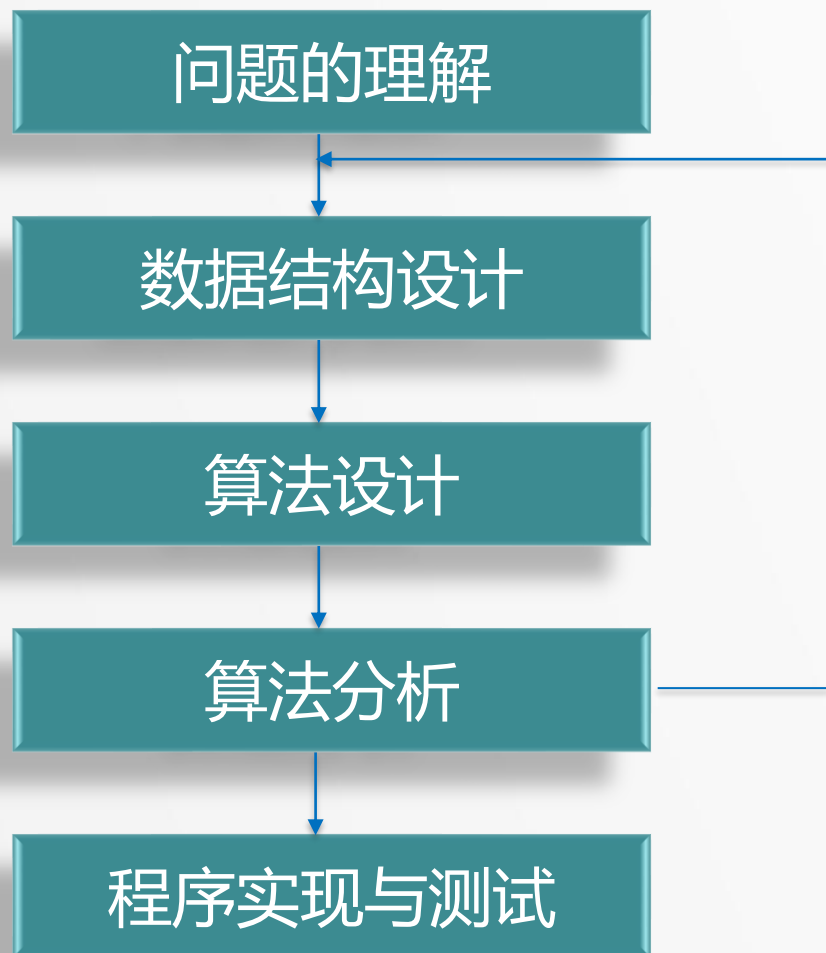 问题的理解
数据结构设计
算法设计
算法分析
程序实现与测试